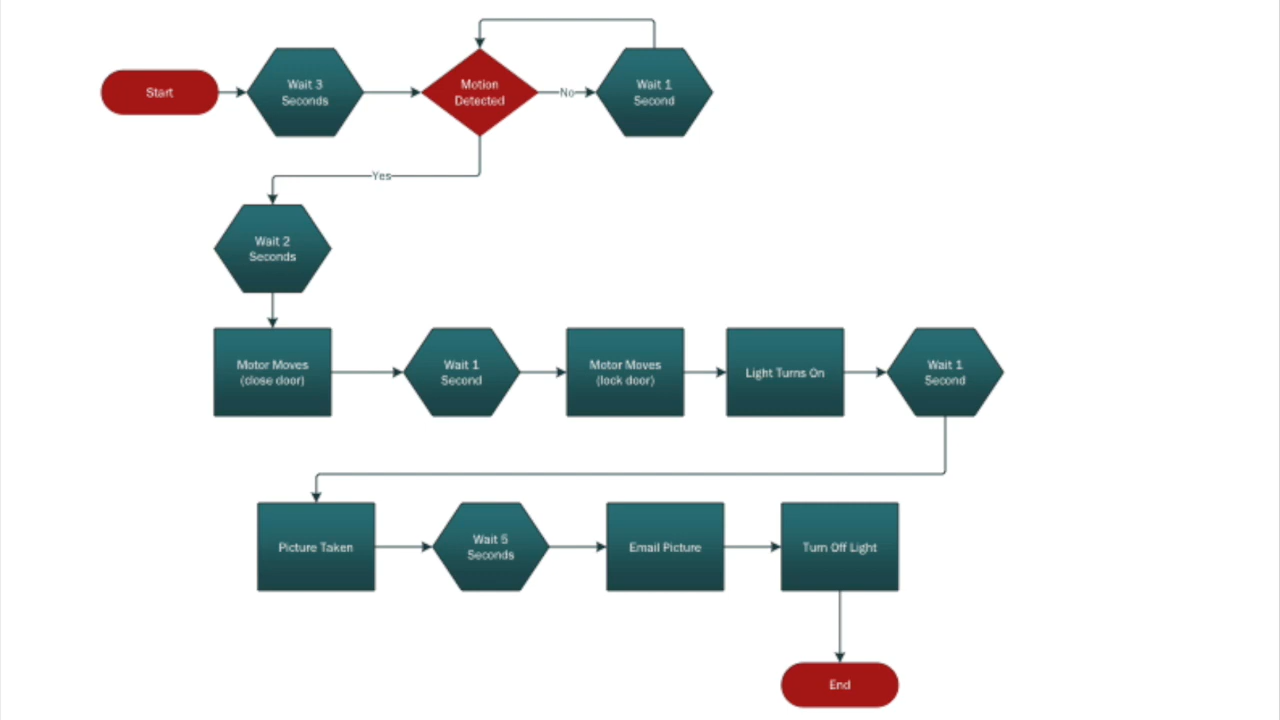 Start
Wait 3
Seconds
Motion
Detected
No
Wait 1
Second
Yes
Wait 2
Seconds
Motor Moves
(close door)
Wait 1
Second
Motor Moves
(lock door)
Light Turns On
Wait 1
Second
Picture Taken
Wait 5
Seconds
Email Picture
Turn Off Light
End